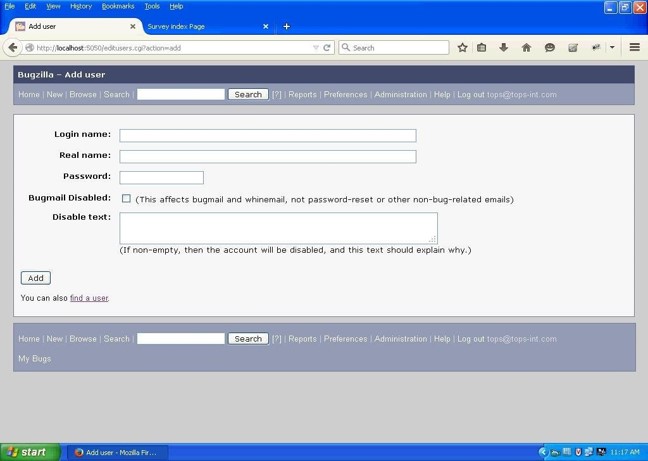 File Edit View History Bookmarks Tools Help
Add user
Survey index Page
http://localhost:5050/editusers.cgi?action=add
Search
Bugzilla – Add user
Home | New | Browse | Search | Search [?] | Reports | Preferences | Administration | Help | Log out tops@tops-int.com
Login name:
Real name:
Password:
Bugmail Disabled: (This affects bugmail and whinemail, not password-reset or other non-bug-related emails)
Disable text:
(If non-empty, then the account will be disabled, and this text should explain why.)
Add
You can also find a user.
Home | New | Browse | Search | Search [?] | Reports | Preferences | Administration | Help | Log out tops@tops-int.com
My Bugs
start
Add user - Mozilla Fir...
11:17 AM